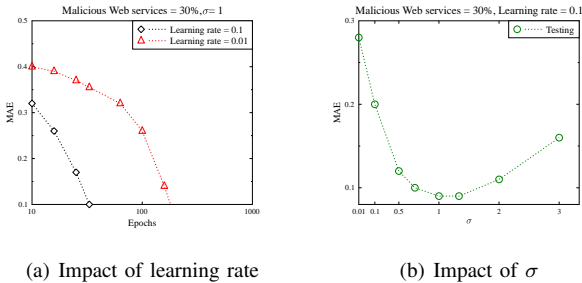 Malicious Web services = 30%,σ= 1
Learning rate = 0.1
Learning rate = 0.01
MAE
0.5
0.4
0.3
0.2
0.1
10
100
1000
Epochs
(a) Impact of learning rate
Malicious Web services = 30%, Learning rate = 0.1
Testing
MAE
0.3
0.2
0.1
0.01
0.1
0.5
1
2
3
σ
(b) Impact of σ